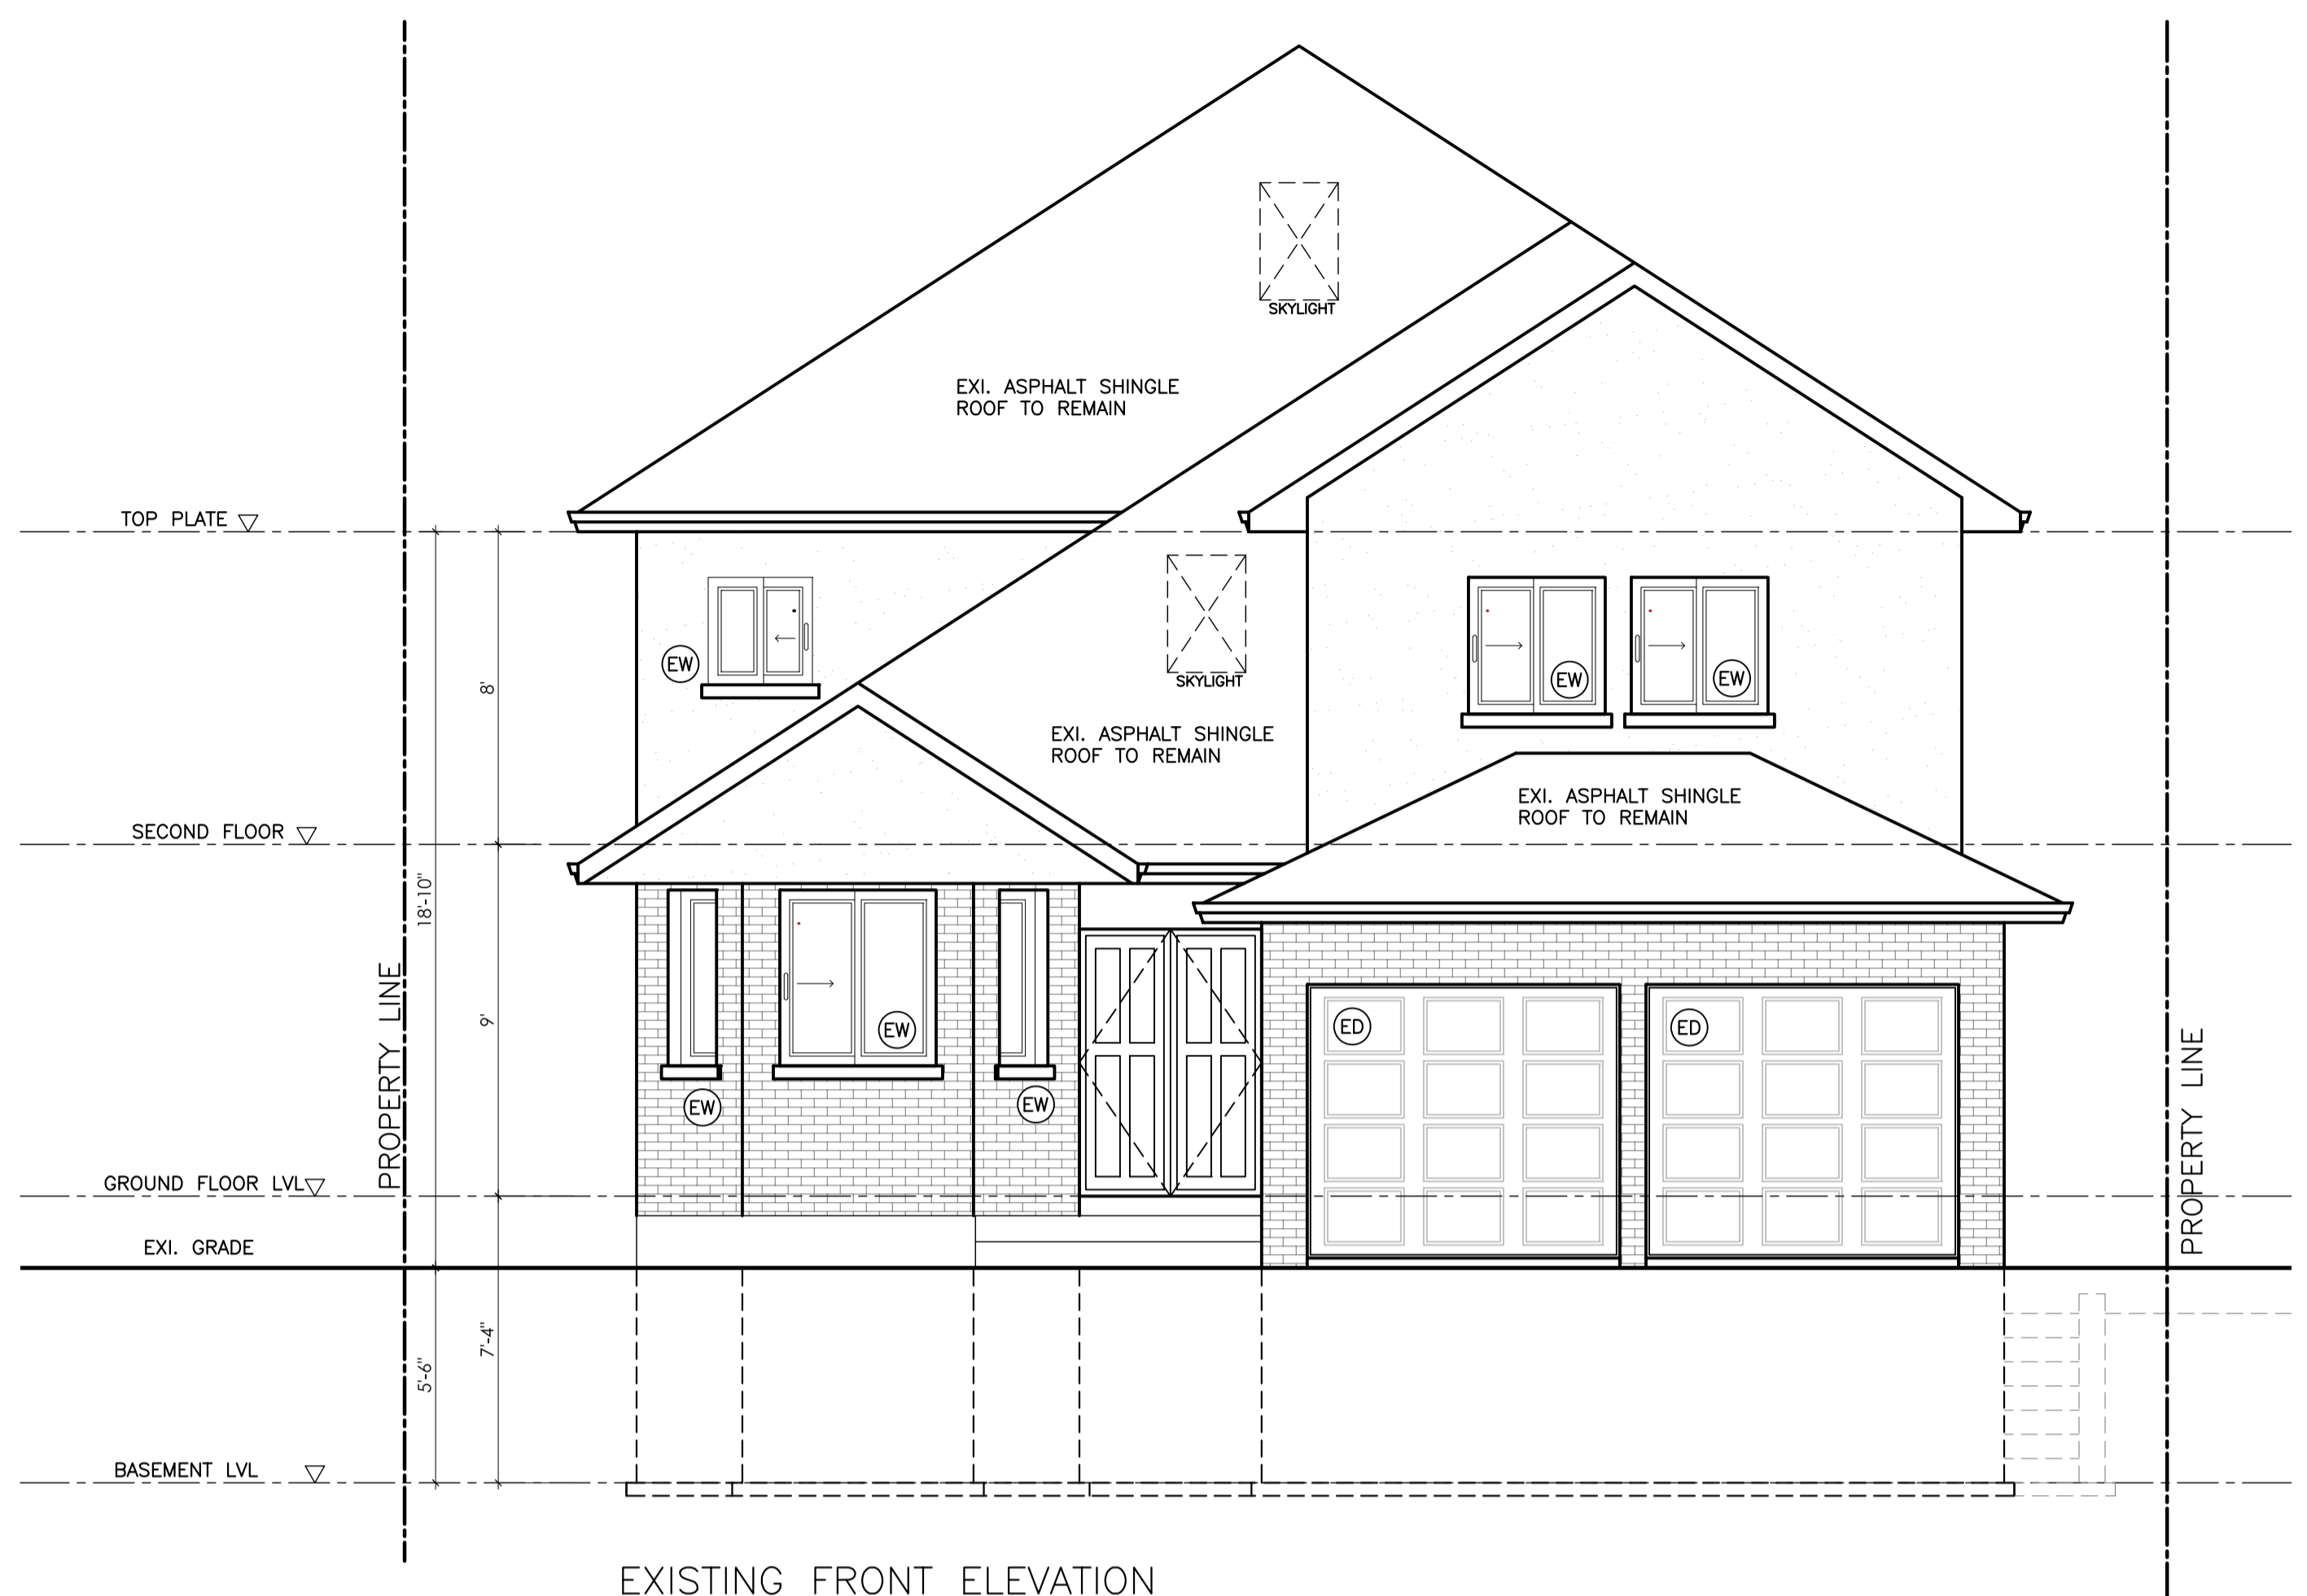 SKYLIGHT
EXI. ASPHALT SHINGLE
ROOF TO REMAIN
TOP PLATE
SKYLIGHT
EW
EW
EW
8'
EXI. ASPHALT SHINGLE
ROOF TO REMAIN
EXI. ASPHALT SHINGLE
ROOF TO REMAIN
SECOND FLOOR
18'-10"
9'
PROPERTY LINE
EW
ED
ED
EW
EW
PROPERTY LINE
GROUND FLOOR LVL
EXI. GRADE
7'-4"
5'-6"
BASEMENT LVL
EXISTING FRONT ELEVATION